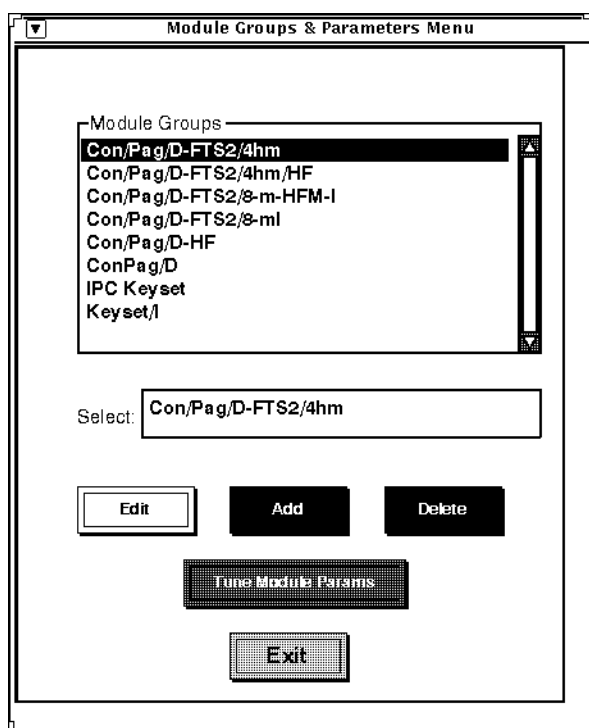 Module Groups & Parameters Menu
Module Groups
Con/Pag/D-FTS2/4hm
Con/Pag/D-FTS2/4hm/HF
Con/Pag/D-FTS2/8-m-HFM-I
Con/Pag/D-FTS2/8-mI
Con/Pag/D-HF
ConPag/D
IPC Keyset
Keyset/I
Select: Con/Pag/D-FTS2/4hm
Edit Add Delete
Tune Module Params
Exit